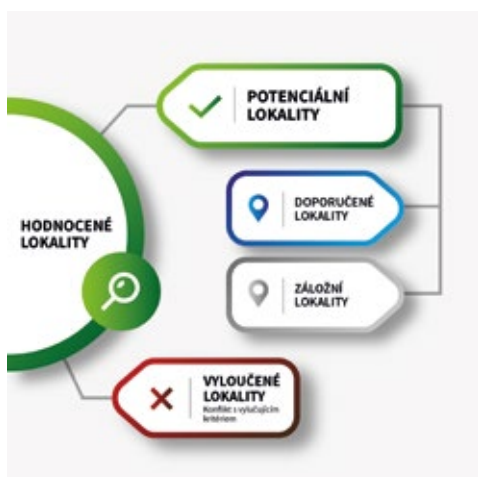 POTENCIÁLNÍ
LOKALITY
HODNOCENÉ
LOKALITY
DOPORUČENÉ
LOKALITY
ZÁLOŽNÍ
LOKALITY
VYLOUČENÉ
LOKALITY
Konflikt s vylučujícím
kritériem